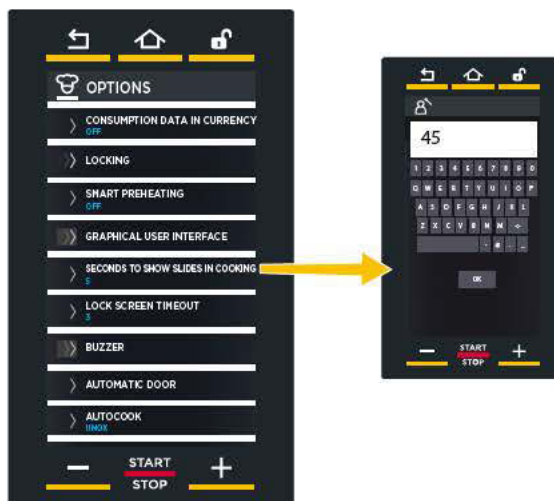 OPTIONS
CONSUMPTION DATA IN CURRENCY
OFF
LOCKING
SMART PREHEATING
OFF
GRAPHICAL USER INTERFACE
SECONDS TO SHOW SLIDES IN COOKING
5
LOCK SCREEN TIMEOUT
3
BUZZER
AUTOMATIC DOOR
AUTOCOOK
UNOX
START
STOP
45
1 2 3 4 5 6 7 8 9 0
Q W E R T Y U I O P
A S D F G H J K L
Z X C V B N M
OK
START
STOP